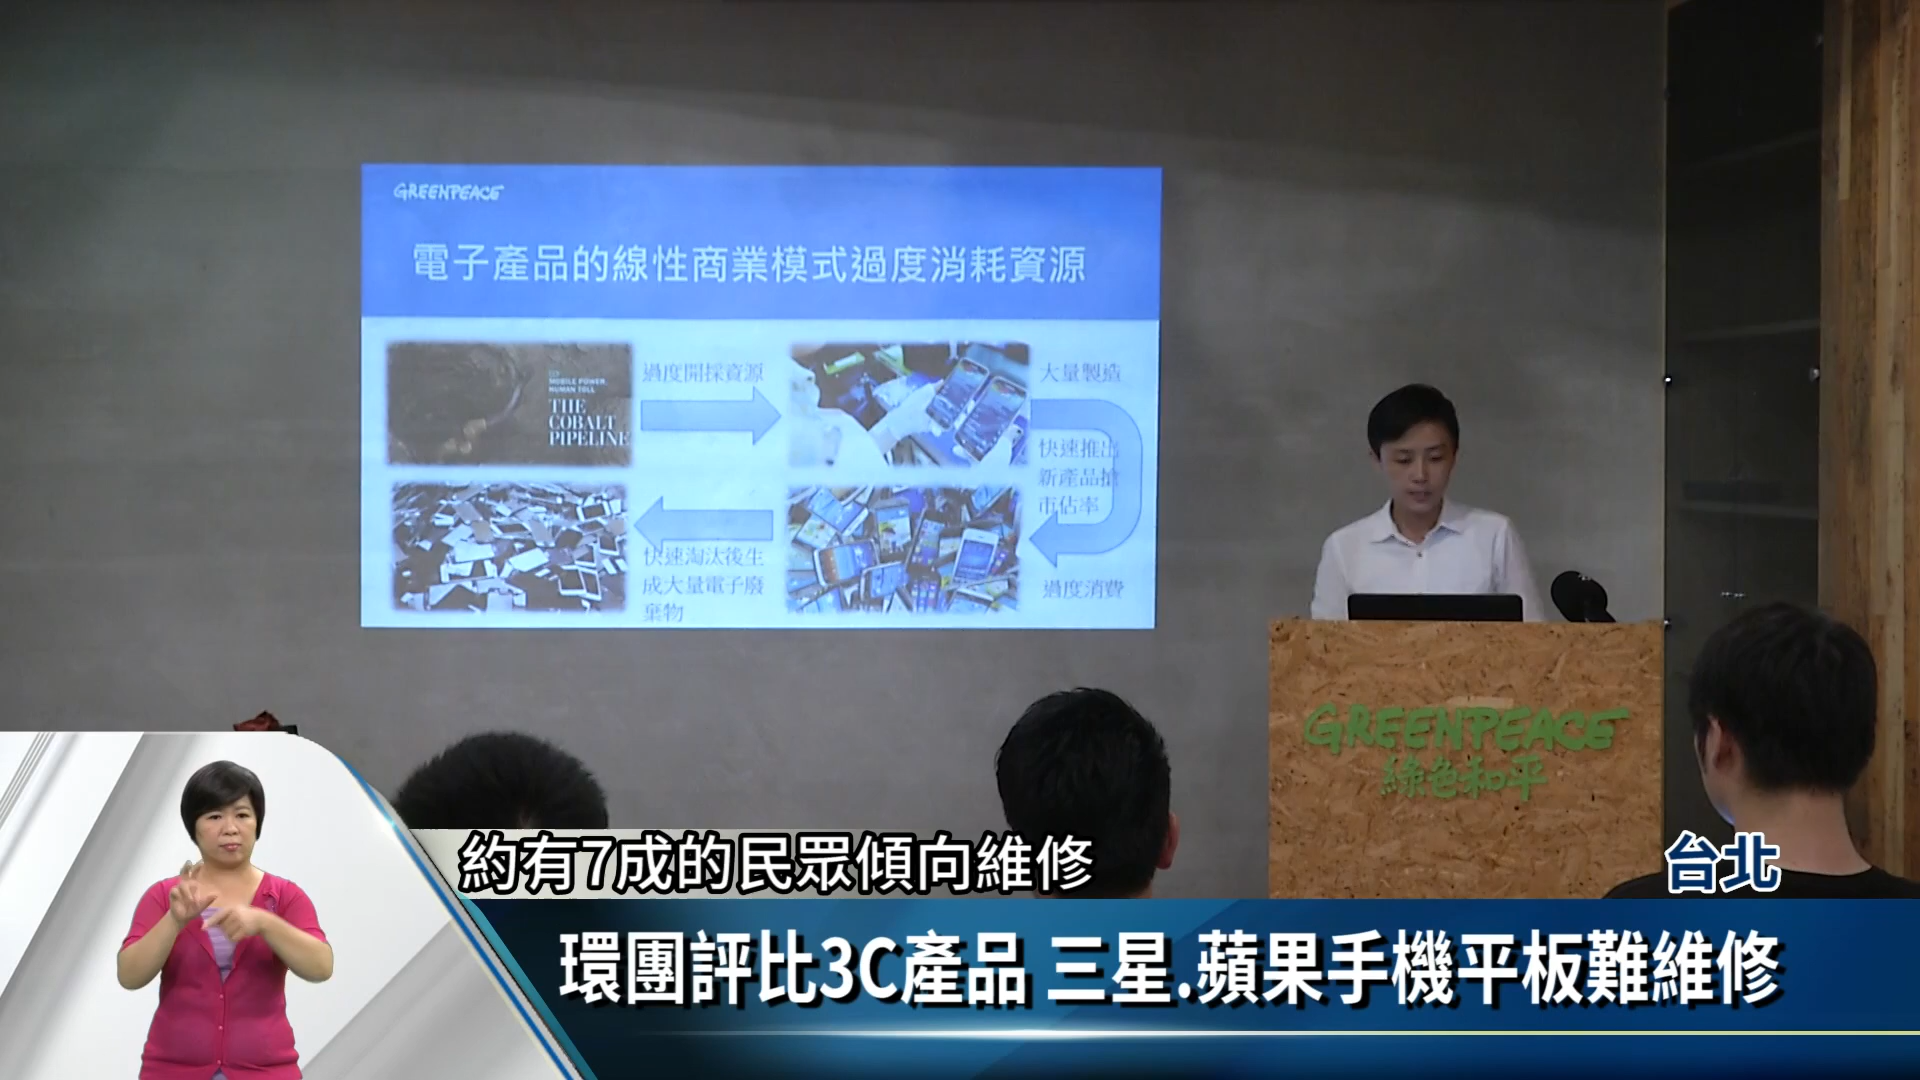 GREENPEACE
電子產品的線性商業模式過度消耗資源
MOBILE POWER,
HUMAN TOLL
THE
COBALT
PIPELINE
過度開採資源
大量製造
快速推出
新產品搶
市佔率
過度消費
快速淘汰後生
成大量電子廢
棄物
GREENPEACE
綠色和平
約有7成的民眾傾向維修
台北
環團評比3C產品 三星.蘋果手機平板難維修